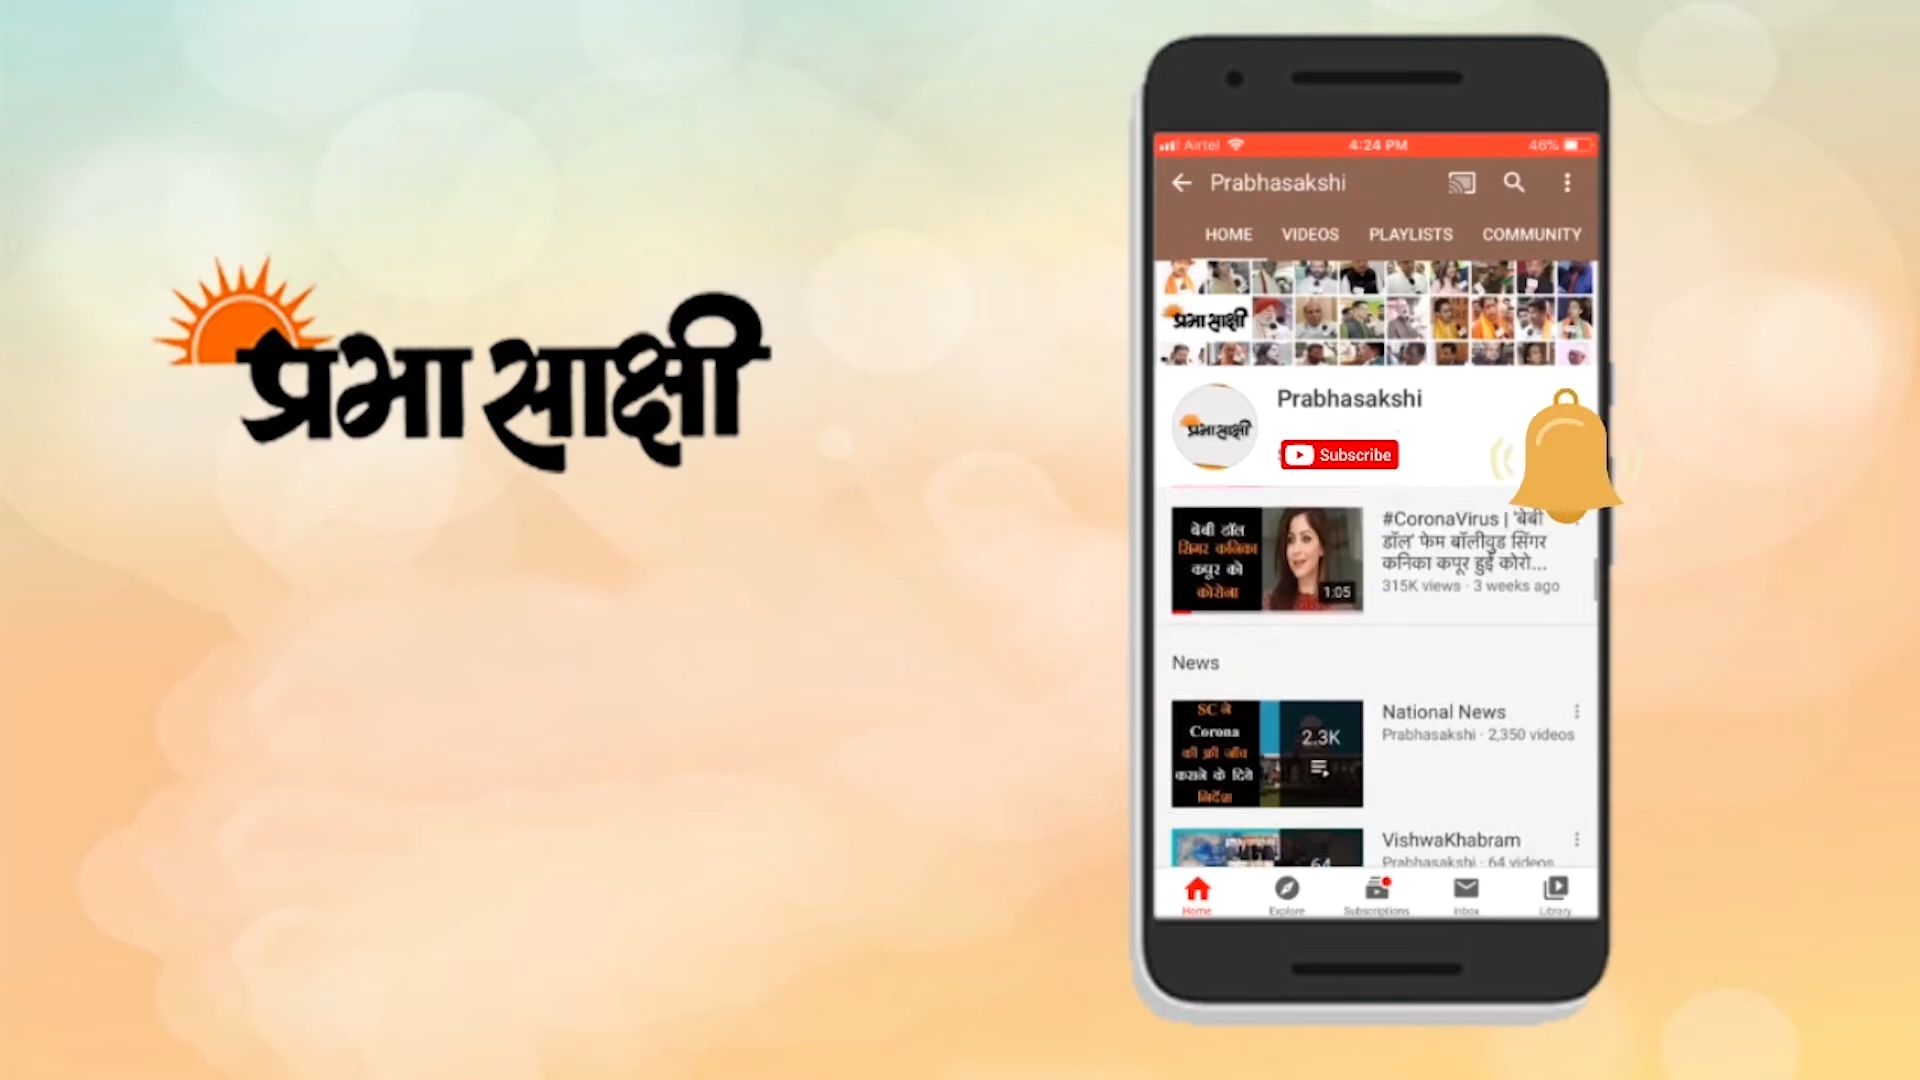 प्रभासाक्षी
Airtel 4:24 PM 46%
Prabhasakshi
HOME VIDEOS PLAYLISTS COMMUNITY
प्रभासाक्षी
Prabhasakshi
प्रभासाक्षी
Subscribe
बेबी डॉल
सिंगर कनिका
कपूर को
कोरोना
1:05
#CoronaVirus | 'बेबी
डॉल' फेम बॉलीवुड सिंगर
कनिका कपूर हुई कोरो...
315K views · 3 weeks ago
News
SC ने
Corona
की फ्री जाँच
कराने के दिये
निर्देश
2.3K
National News
Prabhasakshi · 2,350 videos
64
VishwaKhabram
Prabhasakshi · 64 videos
Home Explore Subscriptions Inbox Library